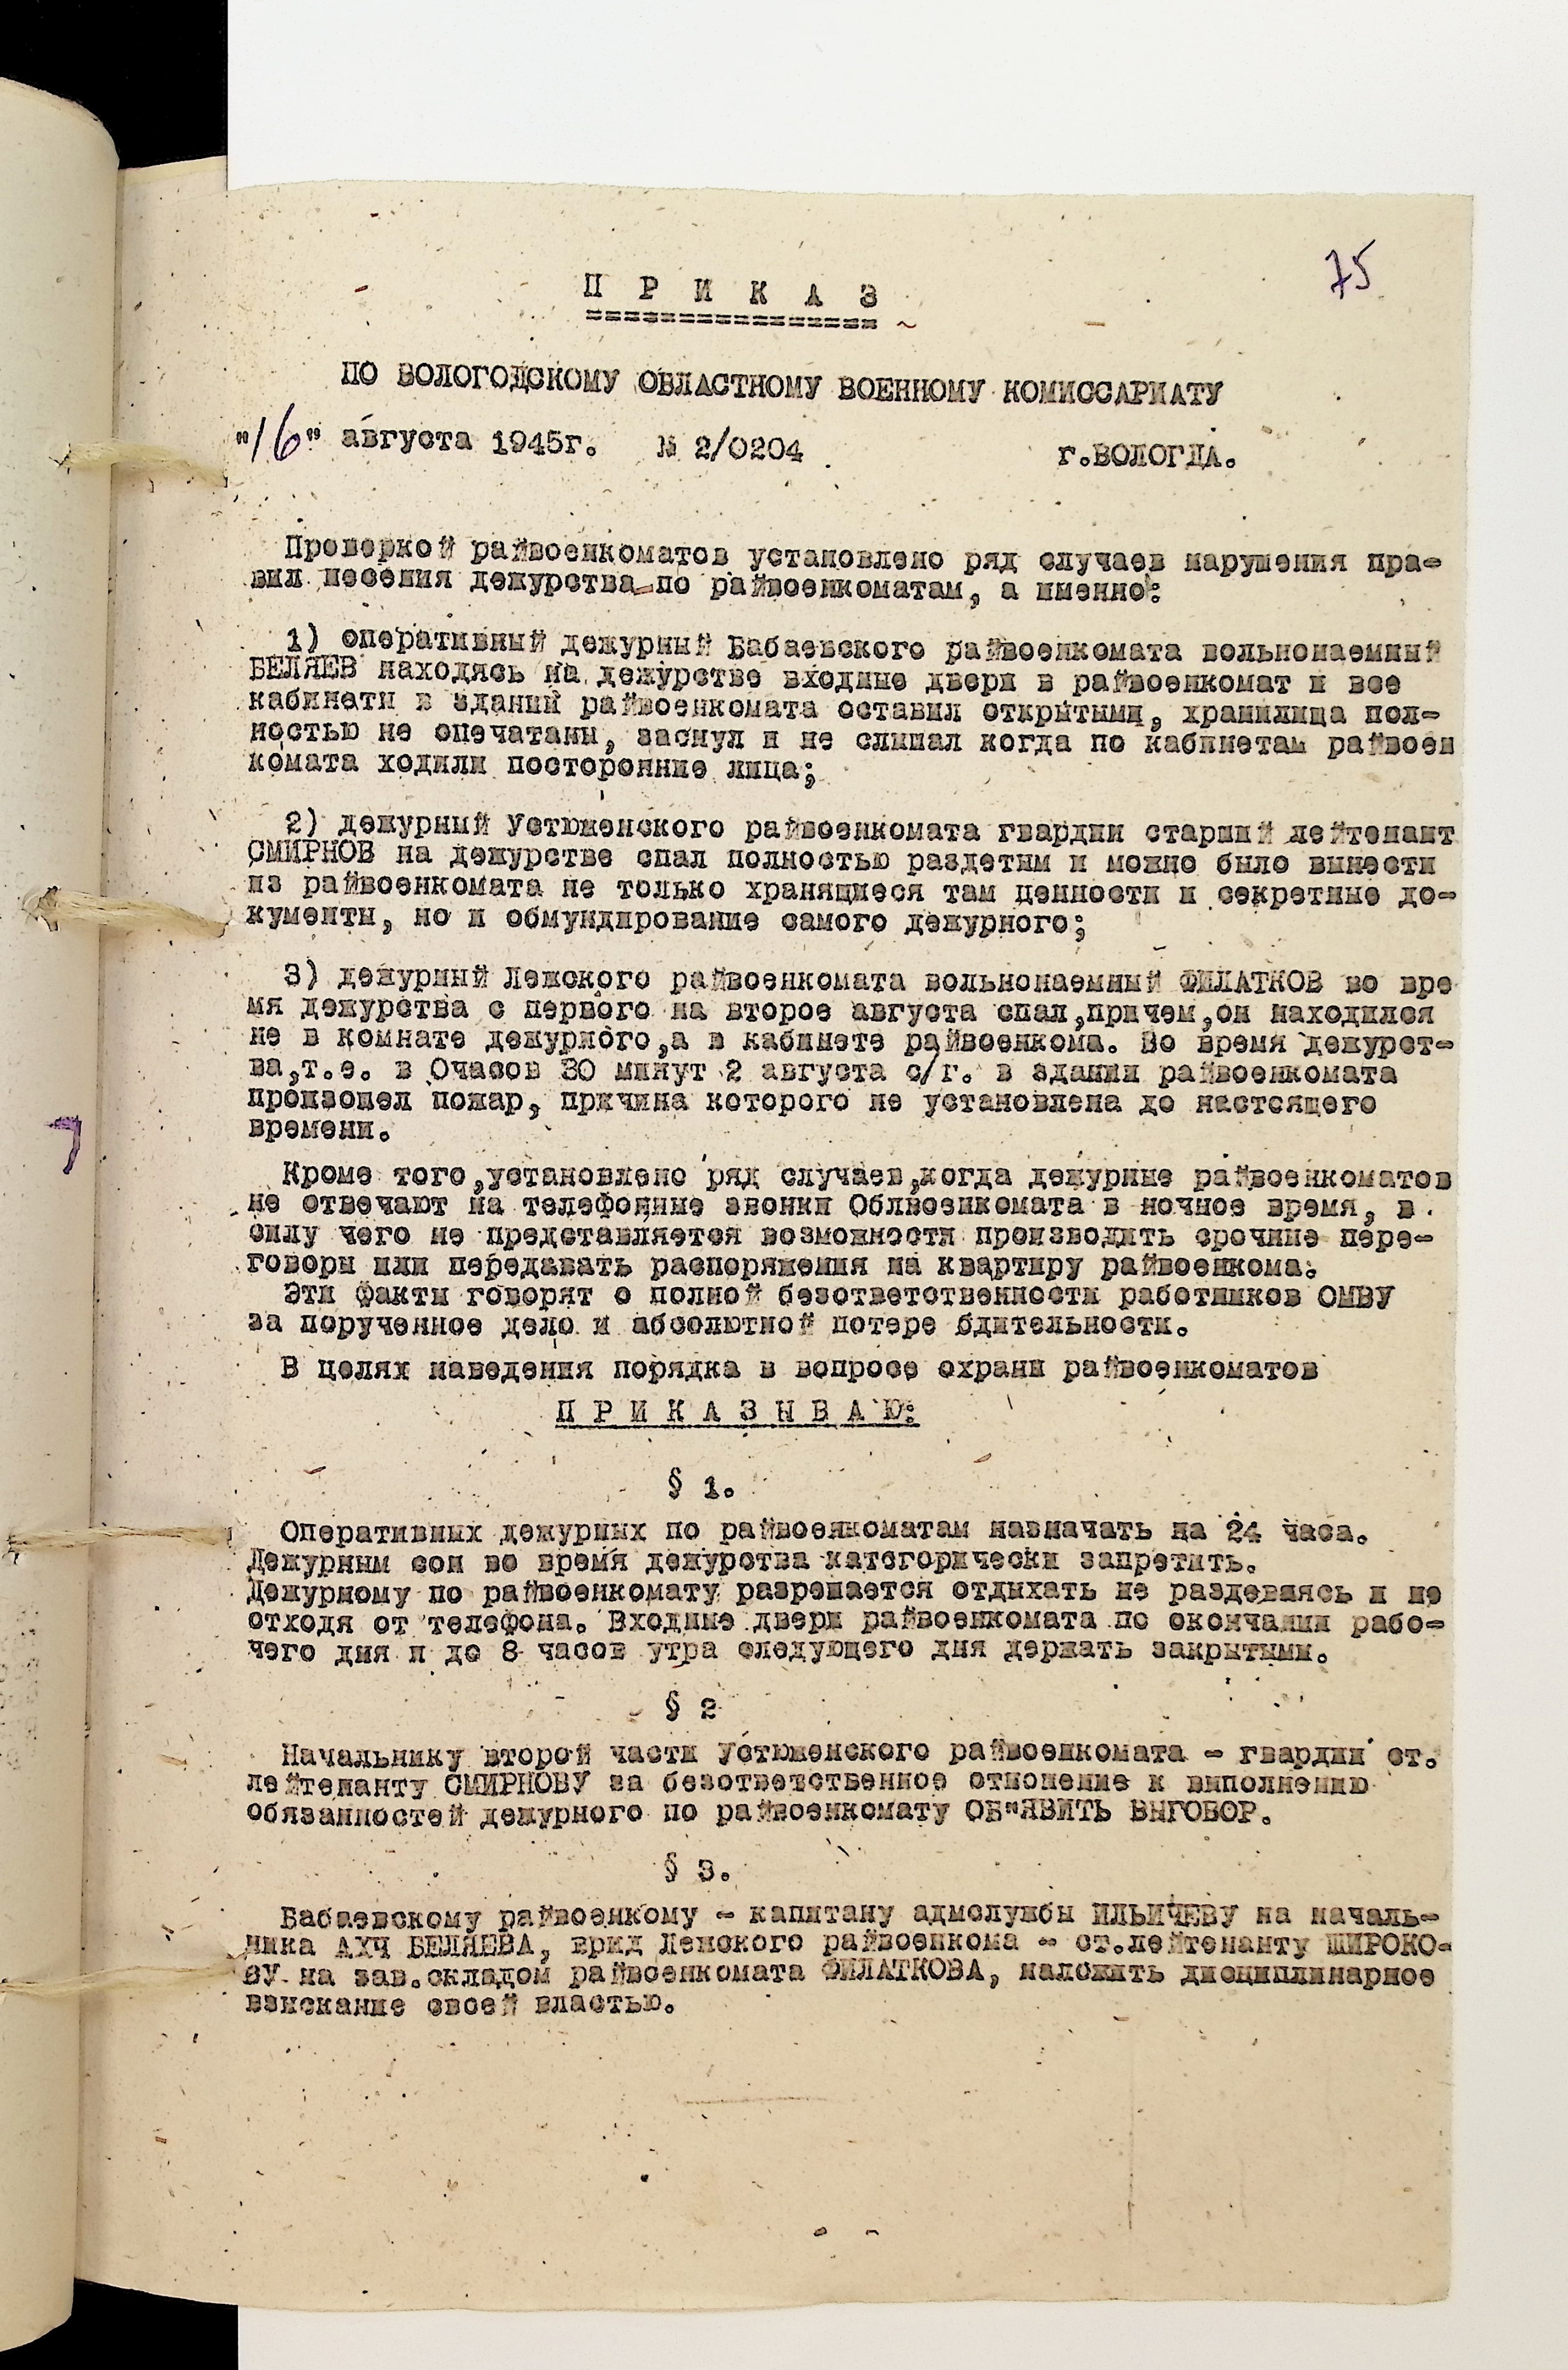 75
П Р И К А З
================
ПО ВОЛОГОДСКОМУ ОБЛАСТНОМУ ВОЕННОМУ КОМИССАРИАТУ
"16" августа 1945г. № 2/0204 г.ВОЛОГДА.
Проверкой райвоенкоматов установлено ряд случаев нарушения пра-
вил несения дежурства по райвоенкоматам, а именно:
1) оперативный дежурный Бабаевского райвоенкомата вольнонаемный
БЕЛЯЕВ находясь на дежурстве входные двери в райвоенкомат и все
кабинеты в здании райвоенкомата оставил открытыми, хранилища пол-
ностью не опечатаны, заснул и не слышал когда по кабинетам райвоен
комата ходили посторонние лица;
2) дежурный Устюженского райвоенкомата гвардии старший лейтенант
СМИРНОВ на дежурстве спал полностью раздетым и можно было вынести
из райвоенкомата не только хранящиеся там ценности и секретные до-
кументы, но и обмундирование самого дежурного;
3) дежурный Лежского райвоенкомата вольнонаемный ФИЛАТКОВ во вре
мя дежурства с первого на второе августа спал,причем,он находился
не в комнате дежурного,а в кабинете райвоенкома. Во время дежурст-
ва,т.е. в 0часов 30 минут 2 августа с/г. в здании райвоенкомата
произошел пожар, причина которого не установлена до настоящего
времени.
Кроме того,установлено ряд случаев,когда дежурные райвоенкоматов
не отвечают на телефонные звонки Облвоенкомата в ночное время, в
силу чего не представляется возможности производить срочные пере-
говоры или передавать распоряжения на квартиру райвоенкома.
Эти факты говорят о полной безответственности работников ОМВУ
за порученное дело и абсолютной потере бдительности.
В целях наведения порядка в вопросе охраны райвоенкоматов
П Р И К А З Ы В А Ю:
§ 1.
Оперативных дежурных по райвоенкоматам назначать на 24 часа.
Дежурным сон во время дежурства категорически запретить.
Дежурному по райвоенкомату разрешается отдыхать не раздеваясь и не
отходя от телефона. Входные двери райвоенкомата по окончании рабо-
чего дня и до 8 часов утра следующего дня держать закрытыми.
§ 2
Начальнику второй части Устюженского райвоенкомата - гвардии ст.
лейтенанту СМИРНОВУ за безответственное отношение к выполнению
обязанностей дежурного по райвоенкомату ОБ"ЯВИТЬ ВЫГОВОР.
§ 3.
Бабаевскому райвоенкому - капитану адмслужбы ИЛЬИЧЕВУ на началь-
ника АХЧ БЕЛЯЕВА, врид Лежского райвоенкома - ст.лейтенанту ШИРОКО-
ВУ на зав.складом райвоенкомата ФИЛАТКОВА, наложить дисциплинарное
взыскание своей властью.